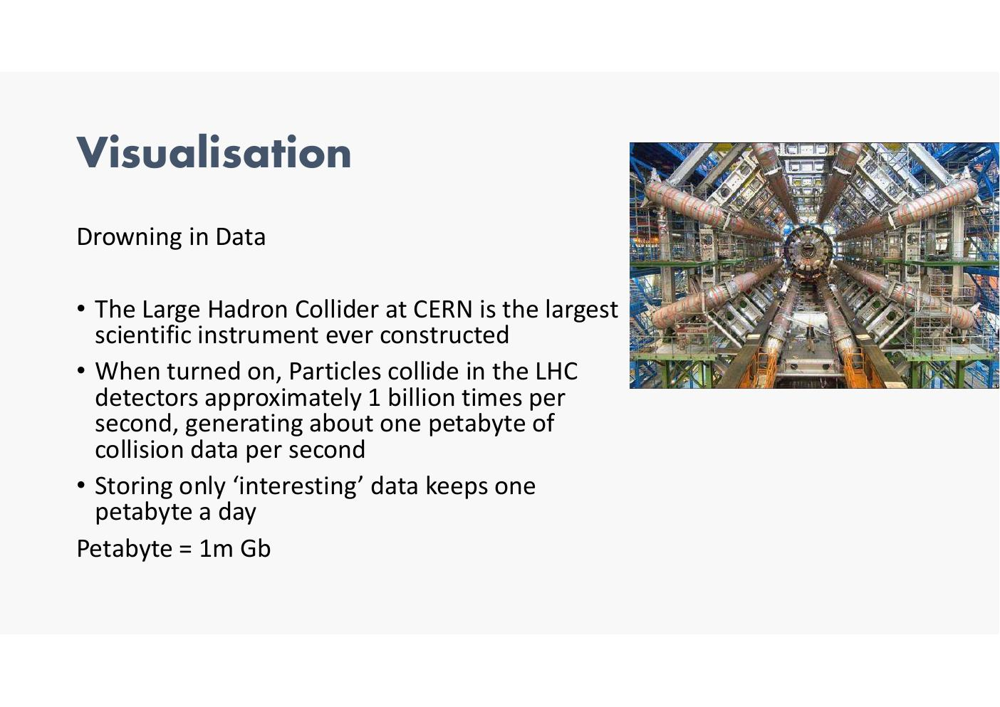 Visualisation
Drowning in Data
• The Large Hadron Collider at CERN is the largest
scientific instrument ever constructed
• When turned on, Particles collide in the LHC
detectors approximately 1 billion times per
second, generating about one petabyte of
collision data per second
• Storing only ‘interesting’ data keeps one
petabyte a day
Petabyte = 1m Gb